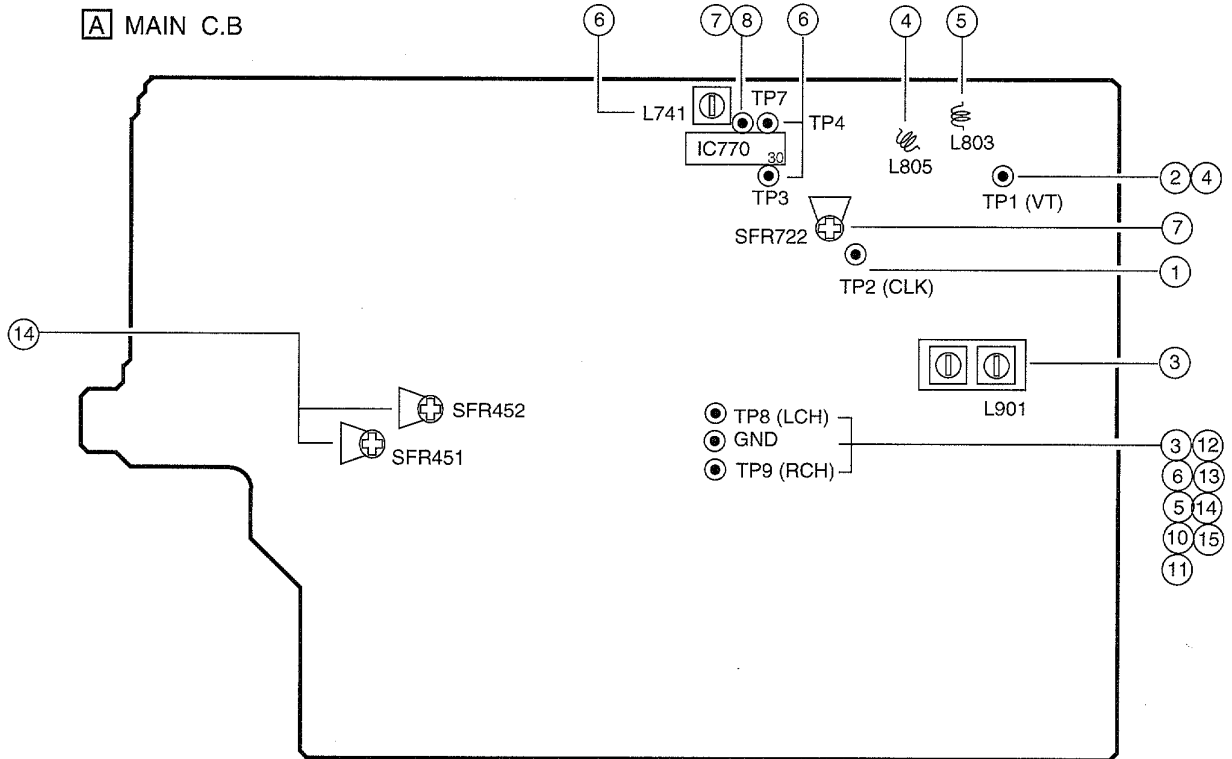 A MAIN C.B
6
7 8
6
4
5
L741
TP7
TP4
IC770
30
TP3
L805
L803
TP1 (VT)
2 4
SFR722
7
TP2 (CLK)
1
14
3
L901
SFR452
SFR451
TP8 (LCH)
GND
TP9 (RCH)
3 12
6 13
5 14
10 15
11